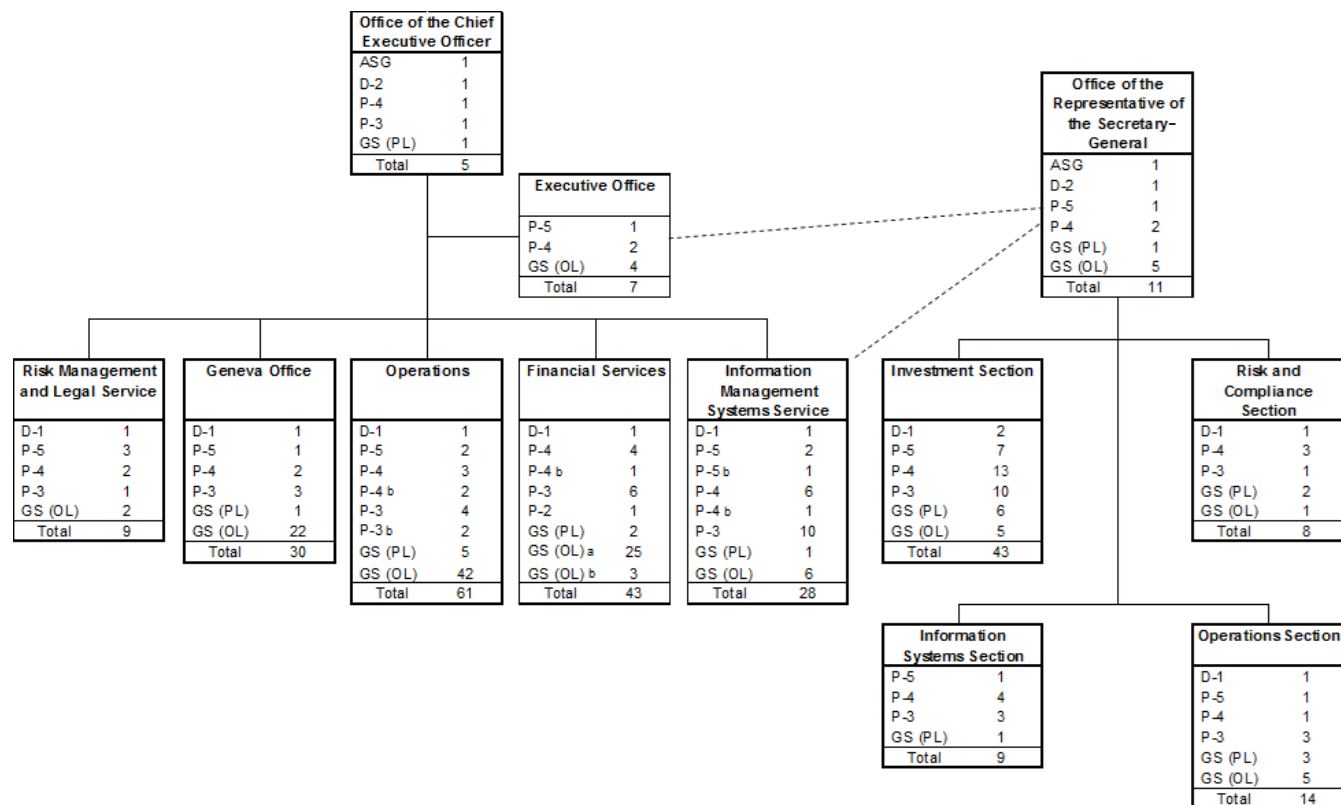 Office of the Chief
Executive Officer
ASG 1
D-2 1
P-4 1
P-3 1
GS (PL) 1
Total 5
Office of the
Representative of
the Secretary-
General
ASG 1
D-2 1
P-5 1
P-4 2
GS (PL) 1
GS (OL) 5
Total 11
Executive Office
P-5 1
P-4 2
GS (OL) 4
Total 7
Risk Management
and Legal Service
D-1 1
P-5 3
P-4 2
P-3 1
GS (OL) 2
Total 9
Geneva Office
D-1 1
P-5 1
P-4 2
P-3 3
GS (PL) 1
GS (OL) 22
Total 30
Operations
D-1 1
P-5 2
P-4 3
P-4 b 2
P-3 4
P-3 b 2
GS (PL) 5
GS (OL) 42
Total 61
Financial Services
D-1 1
P-4 4
P-4 b 1
P-3 6
P-2 1
GS (PL) 2
GS (OL) a 25
GS (OL) b 3
Total 43
Information
Management
Systems Service
D-1 1
P-5 2
P-5 b 1
P-4 6
P-4 b 1
P-3 10
GS (PL) 1
GS (OL) 6
Total 28
Investment Section
D-1 2
P-5 7
P-4 13
P-3 10
GS (PL) 6
GS (OL) 5
Total 43
Risk and
Compliance
Section
D-1 1
P-4 3
P-3 1
GS (PL) 2
GS (OL) 1
Total 8
Information
Systems Section
P-5 1
P-4 4
P-3 3
GS (PL) 1
Total 9
Operations Section
D-1 1
P-5 1
P-4 1
P-3 3
GS (PL) 3
GS (OL) 5
Total 14